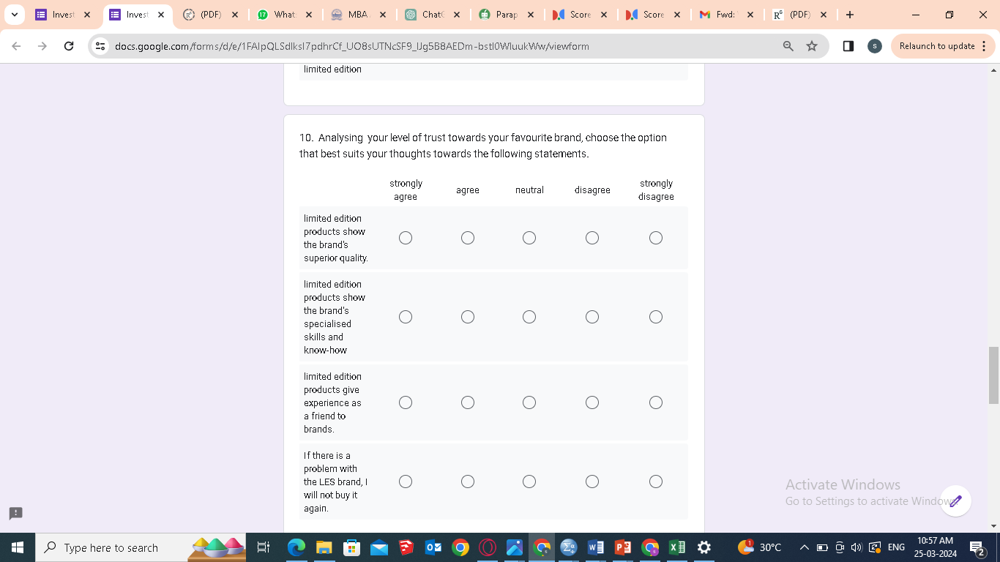 Invest
Invest
(PDF)
What
MBA
Chat
Parap
Score
Score
Fwd:
(PDF)
docs.google.com/forms/d/e/
Relaunch to update
limited edition
10. Analysing your level of trust towards your favourite brand, choose the option
that best suits your thoughts towards the following statements.
strongly agree
agree
neutral
disagree
strongly disagree
limited edition
products show
the brand's
superior quality.
limited edition
products show
the brand's
specialised
skills and
know-how
limited edition
products give
experience as
a friend to
brands.
If there is a
problem with
the LES brand, I
will not buy it
again.
Activate Windows
Go to Settings to activate Windows.
Type here to search
30°C
ENG
10:57 AM
25-03-2024
2